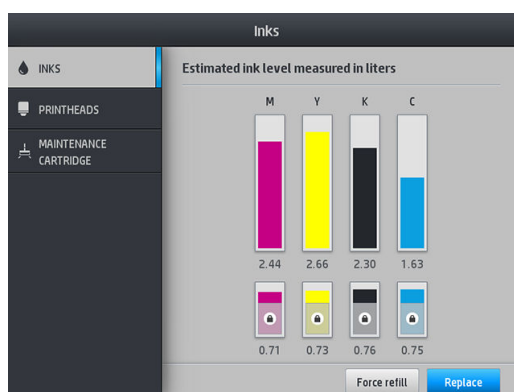 Inks
INKS
PRINTHEADS
MAINTENANCE
CARTRIDGE
Estimated ink level measured in liters
M Y K C
2.44 2.66 2.30 1.63
0.71 0.73 0.76 0.75
Force refill Replace